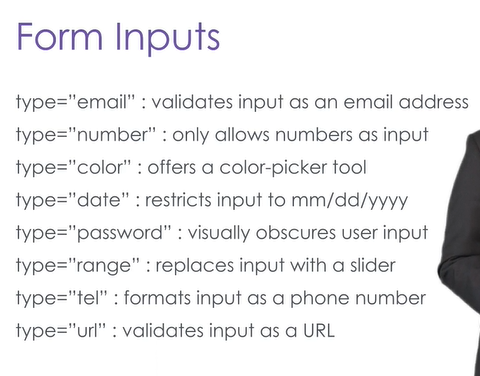 Form Inputs
type=”email” : validates input as an email address
type=”number” : only allows numbers as input
type=”color” : offers a color-picker tool
type=”date” : restricts input to mm/dd/yyyy
type=”password” : visually obscures user input
type=”range” : replaces input with a slider
type=”tel” : formats input as a phone number
type=”url” : validates input as a URL